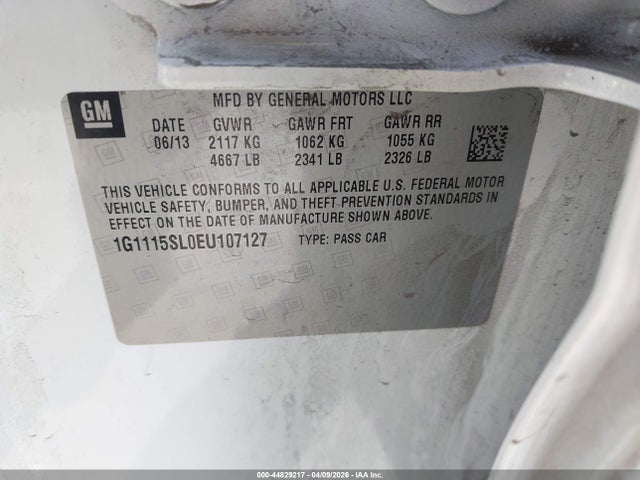 GM
MFD BY GENERAL MOTORS LLC
DATE GVWR GAWR FRT GAWR RR
06/13 2117 KG 1062 KG 1055 KG
4667 LB 2341 LB 2326 LB
THIS VEHICLE CONFORMS TO ALL APPLICABLE U.S. FEDERAL MOTOR
VEHICLE SAFETY, BUMPER, AND THEFT PREVENTION STANDARDS IN
EFFECT ON THE DATE OF MANUFACTURE SHOWN ABOVE.
1G1115SL0EU107127 TYPE: PASS CAR
000-44829217 - 04/09/2026 - IAA Inc.